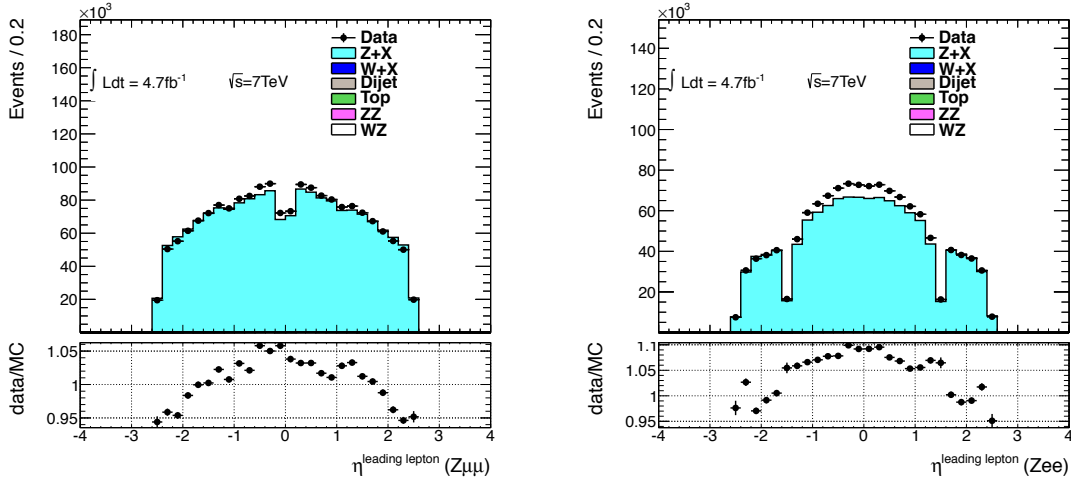 ×10³
Events / 0.2
180
160
140
120
100
80
60
40
20
∫ Ldt = 4.7fb⁻¹ √s=7TeV
Data
Z+X
W+X
Dijet
Top
ZZ
WZ
data/MC
1.05
1
0.95
-4 -3 -2 -1 0 1 2 3 4
η^leading lepton (Zμμ)
×10³
Events / 0.2
140
120
100
80
60
40
20
∫ Ldt = 4.7fb⁻¹ √s=7TeV
Data
Z+X
W+X
Dijet
Top
ZZ
WZ
data/MC
1.1
1.05
1
0.95
-4 -3 -2 -1 0 1 2 3 4
η^leading lepton (Zee)